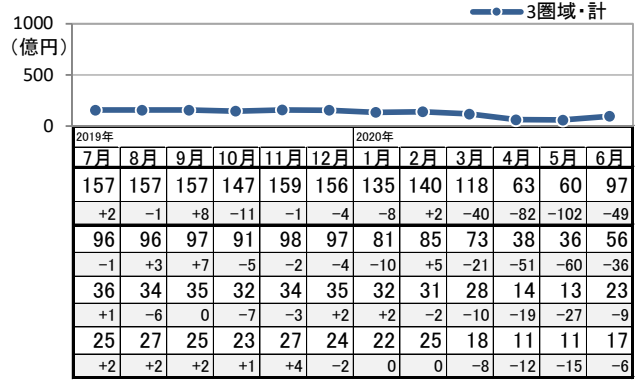 3圏域・計
1000
（億円）
500
0
2019年 2020年
7月 8月 9月 10月 11月 12月 1月 2月 3月 4月 5月 6月
157 157 157 147 159 156 135 140 118 63 60 97
+2 −1 +8 −11 −1 −4 −8 +2 −40 −82 −102 −49
96 96 97 91 98 97 81 85 73 38 36 56
−1 +3 +7 −5 −2 −4 −10 +5 −21 −51 −60 −36
36 34 35 32 34 35 32 31 28 14 13 23
+1 −6 0 −7 −3 +2 +2 −2 −10 −19 −27 −9
25 27 25 23 27 24 22 25 18 11 11 17
+2 +2 +2 +1 +4 −2 0 0 −8 −12 −15 −6